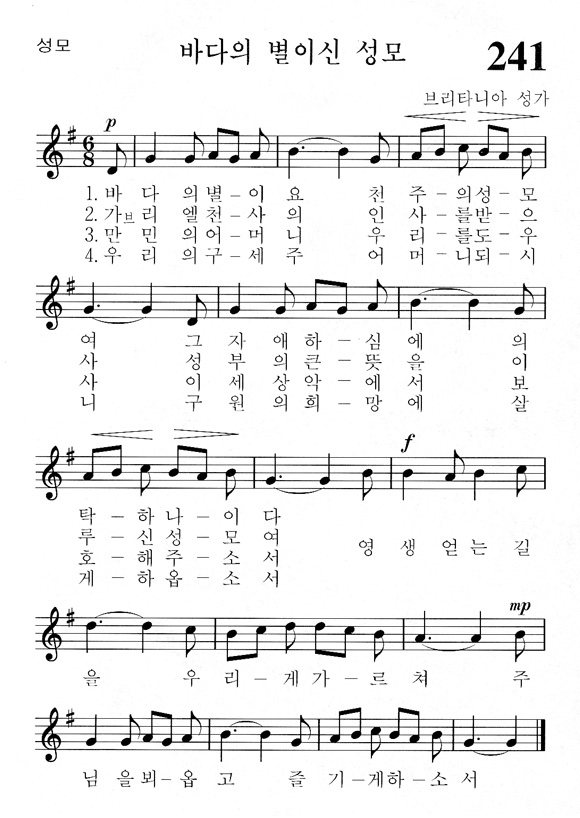 성모
바다의 별이신 성모
241
브리타니아 성가
p
6
8
1. 바 다 의별–이 요 천 주–의성–모
2. 가브리 엘천–사 의 인 사–를받–으
3. 만 민 의어–머 니 우 리–를도–우
4. 우 리 의구–세 주 어 머–니되–시
여 그 자 애하–심 에 의
사 성 부 의큰–뜻 을 이
사 이 세 상악–에 서 보
니 구 원 의희–망 에 살
f
탁–하나–이 다
루–신성–모 여 영 생 얻 는 길
호–해주–소 서
게–하옵–소 서
mp
을 우 리–게가–르 쳐 주
님 을뵈–옵 고 즐 기–게하–소 서